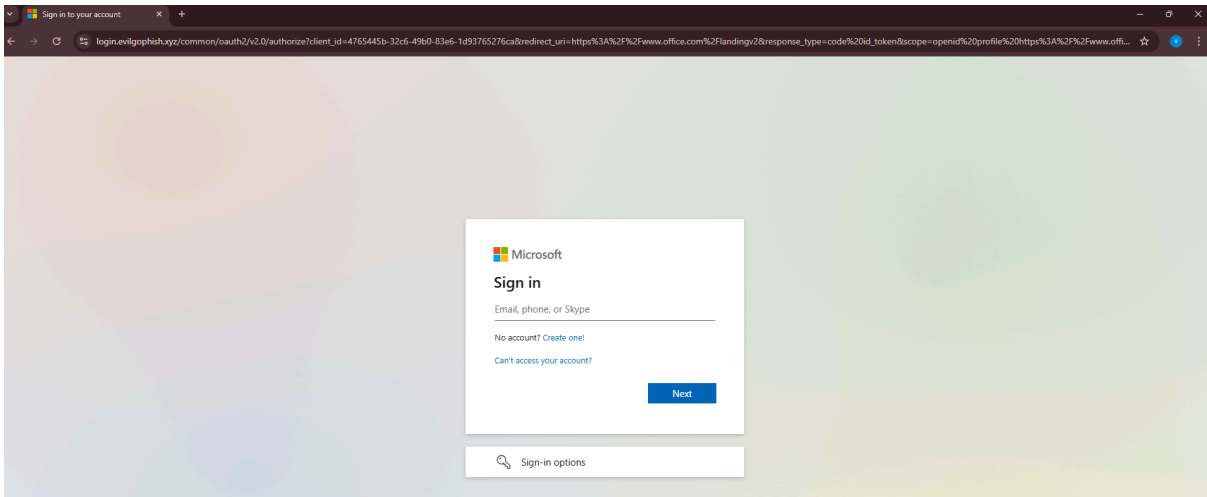 Sign in to your account
login.evilgophish.xyz/common/oauth2/v2.0/authorize?client_id=4765445b-32c6-49b0-83e6-1d93765276ca&redirect_uri=https%3A%2F%2Fwww.office.com%2Flandingv2&response_type=code%20id_token&scope=openid%20profile%20https%3A%2F%2Fwww.offi...
Microsoft
Sign in
Email, phone, or Skype
No account? Create one!
Can't access your account?
Next
Sign-in options